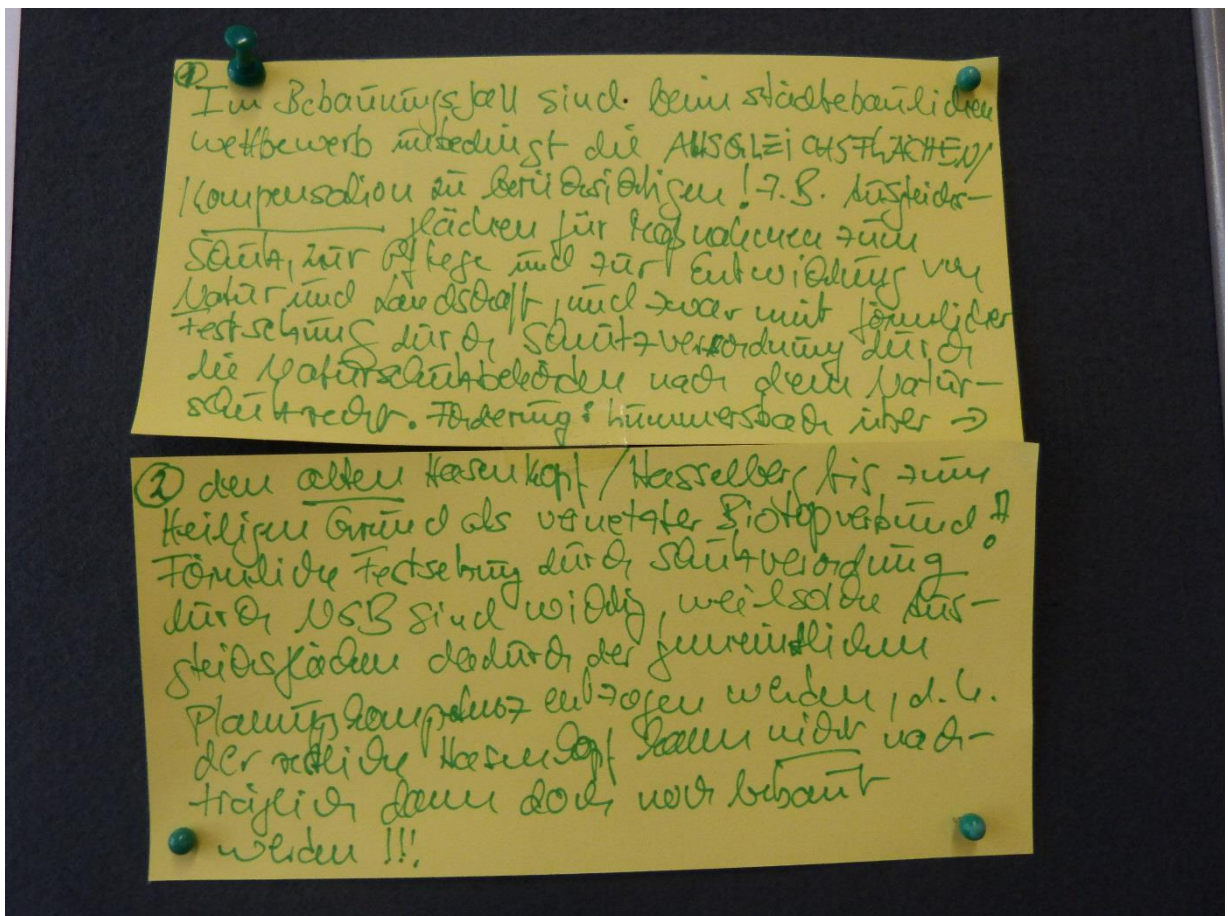 ① Im Bebauungsfall sind beim städtebaulichen
Wettbewerb unbedingt die AUSGLEICHSFLÄCHEN/
Kompensation zu berücksichtigen! z.B. Ausgleichs-
flächen für Maßnahmen zum
Schutz, zur Pflege und zur Entwicklung von
Natur und Landschaft, und zwar mit förmlicher
Festsetzung durch Schutzverordnung durch
die Naturschutzbehörden nach dem Natur-
schutzrecht. Forderung: Lummersbach über →
② den alten Hasenkopf/Hasselberg bis zum
Heiligen Grund als vernetzter Biotopverbund!
Förmliche Festsetzung durch Schutzverordnung
durch NSB sind wichtig, weil solche Aus-
gleichsflächen dadurch der gemeindlichen
Planungskompetenz entzogen werden, d.h.
der restliche Hasenkopf kann nicht nach-
träglich dann doch noch bebaut
werden!!!